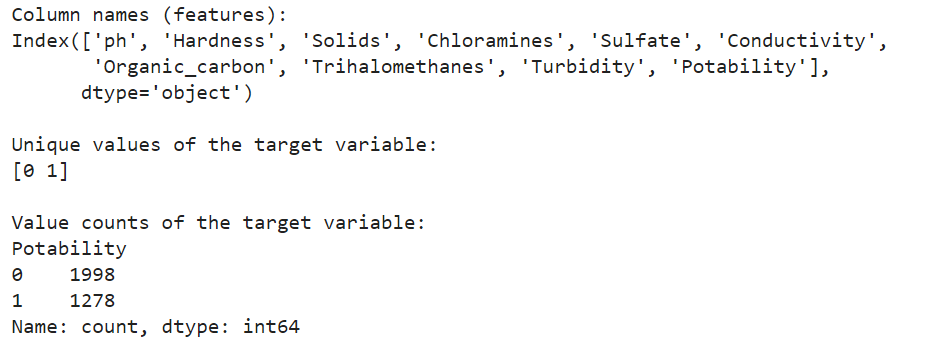 Column names (features):
Index(['ph', 'Hardness', 'Solids', 'Chloramines', 'Sulfate', 'Conductivity',
       'Organic_carbon', 'Trihalomethanes', 'Turbidity', 'Potability'],
      dtype='object')

Unique values of the target variable:
[0 1]

Value counts of the target variable:
Potability
0    1998
1    1278
Name: count, dtype: int64